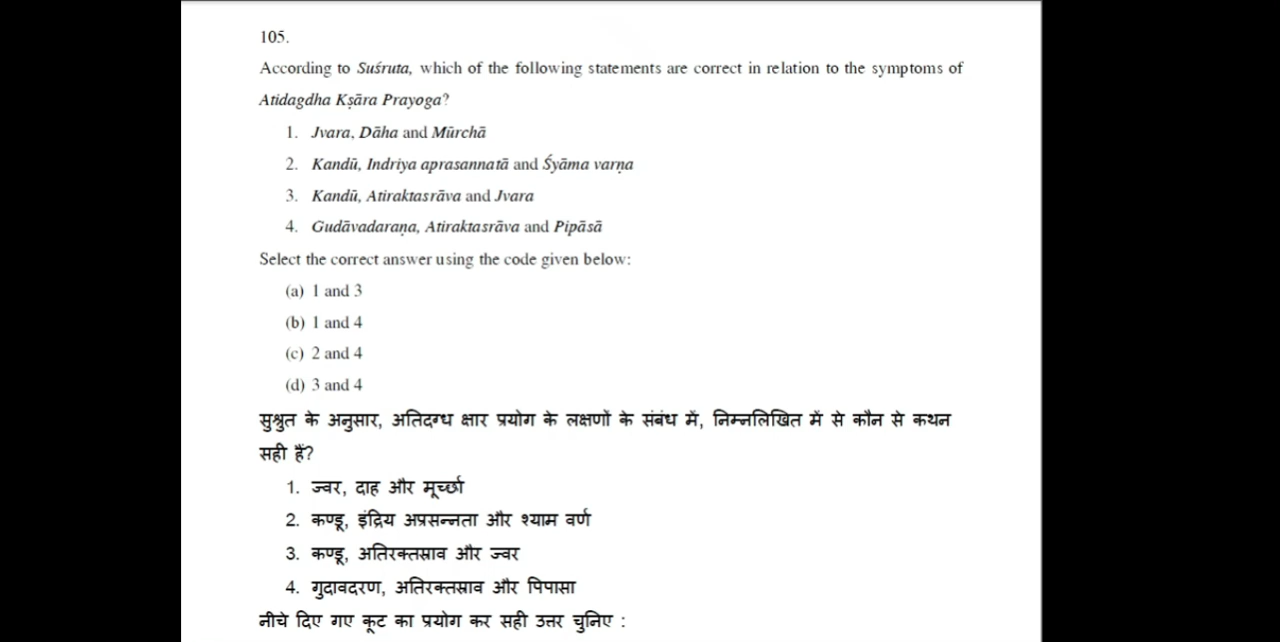 105.
According to Suśruta, which of the following statements are correct in relation to the symptoms of
Atidagdha Kṣāra Prayoga?
1. Jvara, Dāha and Mūrchā
2. Kandū, Indriya aprasannatā and Śyāma varṇa
3. Kandū, Atiraktasrāva and Jvara
4. Gudāvadaraṇa, Atiraktasrāva and Pipāsā
Select the correct answer using the code given below:
(a) 1 and 3
(b) 1 and 4
(c) 2 and 4
(d) 3 and 4
सुश्रुत के अनुसार, अतिदग्ध क्षार प्रयोग के लक्षणों के संबंध में, निम्नलिखित में से कौन से कथन
सही हैं?
1. ज्वर, दाह और मूर्च्छा
2. कण्डू, इंद्रिय अप्रसन्नता और श्याम वर्ण
3. कण्डू, अतिरक्तस्राव और ज्वर
4. गुदावदरण, अतिरक्तस्राव और पिपासा
नीचे दिए गए कूट का प्रयोग कर सही उत्तर चुनिए :